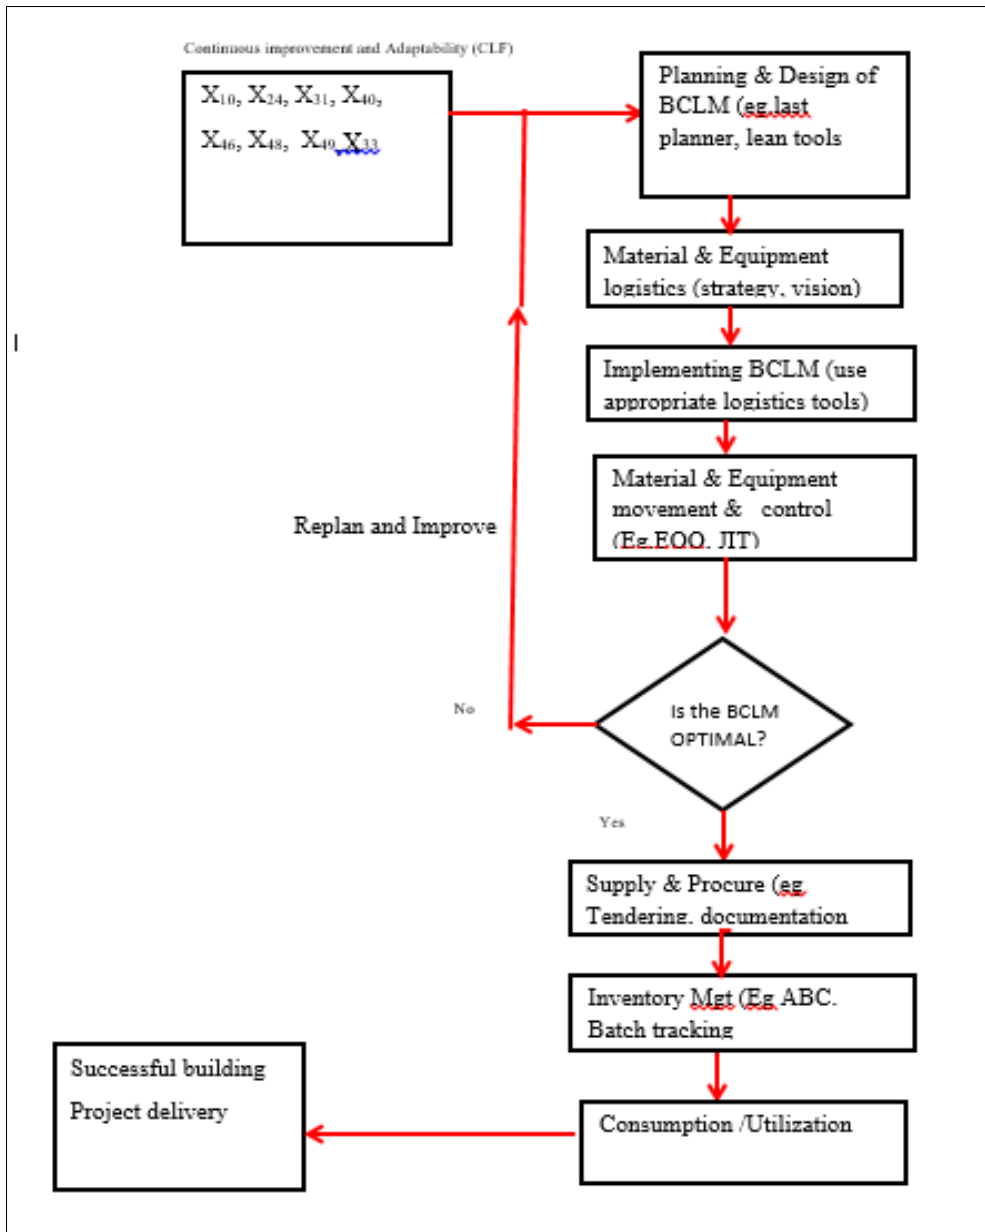 Continuous improvement and Adaptability (CLF)
X₁₀, X₂₄, X₃₁, X₄₀,
X₄₆, X₄₈, X₄₉, X₃₃
Planning & Design of
BCLM (eg.last
planner, lean tools
Material & Equipment
logistics (strategy, vision)
Implementing BCLM (use
appropriate logistics tools)
Material & Equipment
movement & control
(Eg.EOQ, JIT)
Replan and Improve
Is the BCLM
OPTIMAL?
No
Yes
Supply & Procure (eg
Tendering, documentation
Inventory Mgt (Eg ABC.
Batch tracking
Consumption /Utilization
Successful building
Project delivery